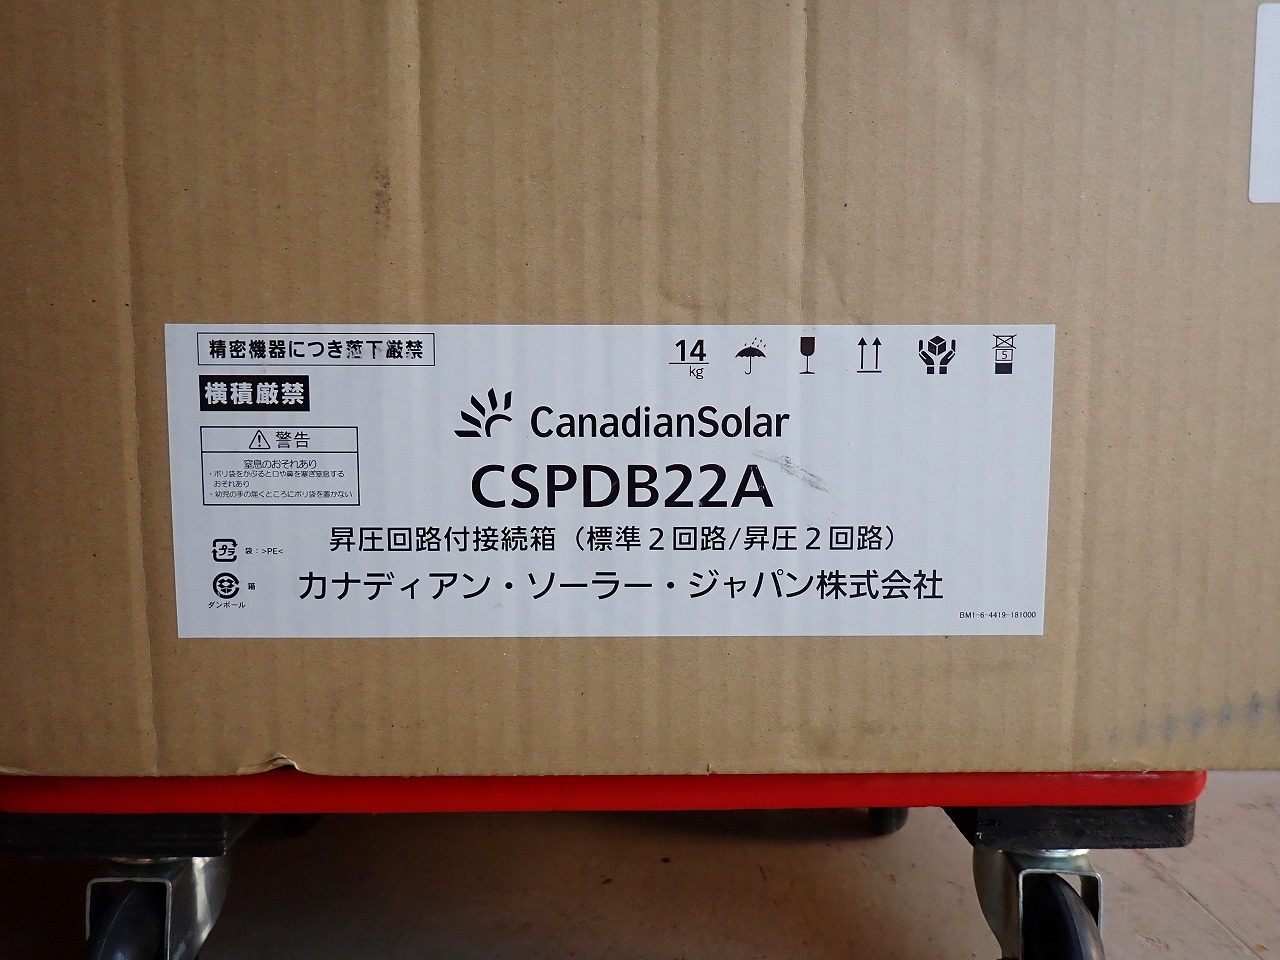 精密機器につき落下厳禁
横積厳禁
14
kg
5
警告
窒息のおそれあり
・ポリ袋をかぶると口や鼻を塞ぎ窒息する
おそれあり
・幼児の手の届くところにポリ袋を置かない
CanadianSolar
CSPDB22A
昇圧回路付接続箱（標準２回路/昇圧２回路）
カナディアン・ソーラー・ジャパン株式会社
プラ 袋：>PE<
箱
ダンボール
BM1-6-4419-181000